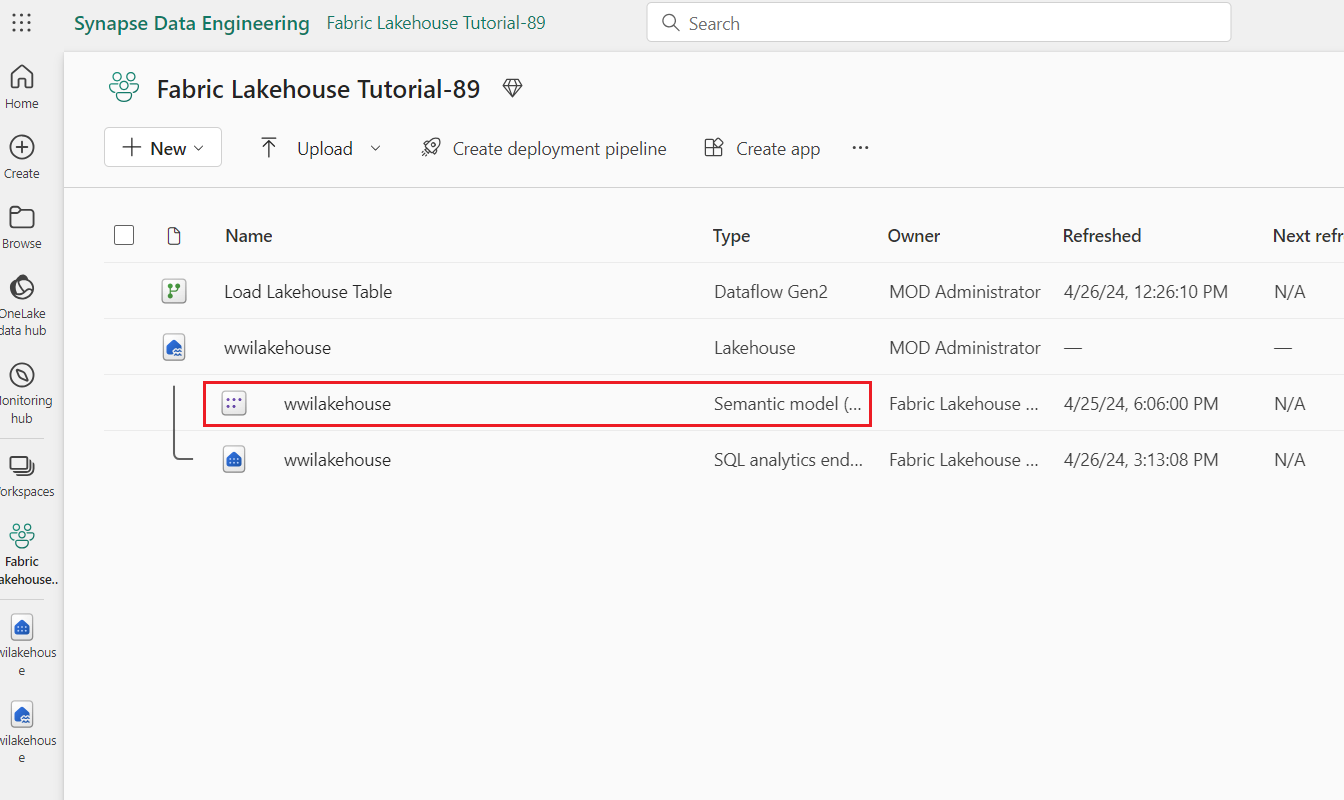 Synapse Data Engineering Fabric Lakehouse Tutorial-89 Search
Home
Create
Browse
OneLake
data hub
Monitoring
hub
Workspaces
Fabric
Lakehouse..
wilakehous
e
wilakehous
e
Fabric Lakehouse Tutorial-89
New Upload Create deployment pipeline Create app ...
Name Type Owner Refreshed Next refr
Load Lakehouse Table Dataflow Gen2 MOD Administrator 4/26/24, 12:26:10 PM N/A
wwilakehouse Lakehouse MOD Administrator — —
wwilakehouse Semantic model (... Fabric Lakehouse ... 4/25/24, 6:06:00 PM N/A
wwilakehouse SQL analytics end... Fabric Lakehouse ... 4/26/24, 3:13:08 PM N/A